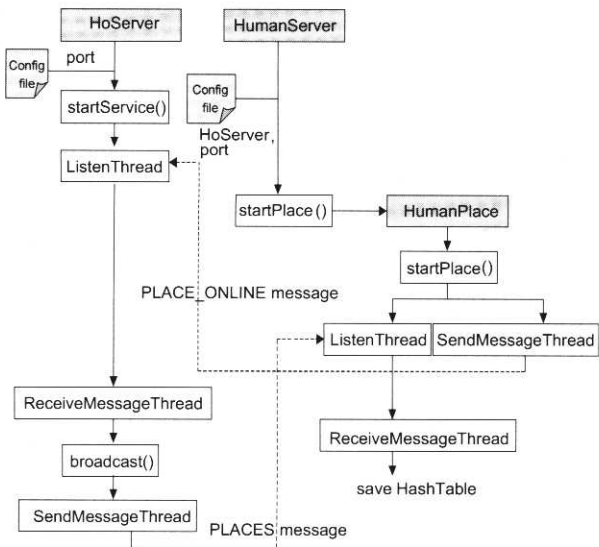 HoServer
HumanServer
port
Config
file
Config
file
startService()
HoServer,
port
ListenThread
startPlace()
HumanPlace
startPlace()
PLACE_ONLINE message
ListenThread
SendMessageThread
ReceiveMessageThread
ReceiveMessageThread
broadcast()
save HashTable
SendMessageThread
PLACES message